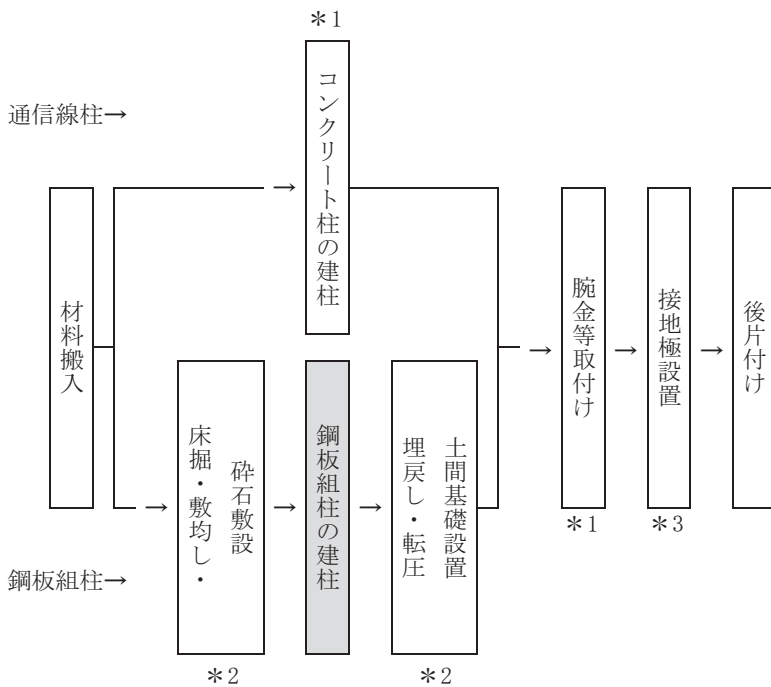 ＊1
通信線柱→
コンクリート柱の建柱
材料搬入
床掘・敷均し・
砕石敷設
鋼板組柱の建柱
土間基礎設置
埋戻し・転圧
腕金等取付け
接地極設置
後片付け
＊1
＊3
鋼板組柱→
＊2
＊2